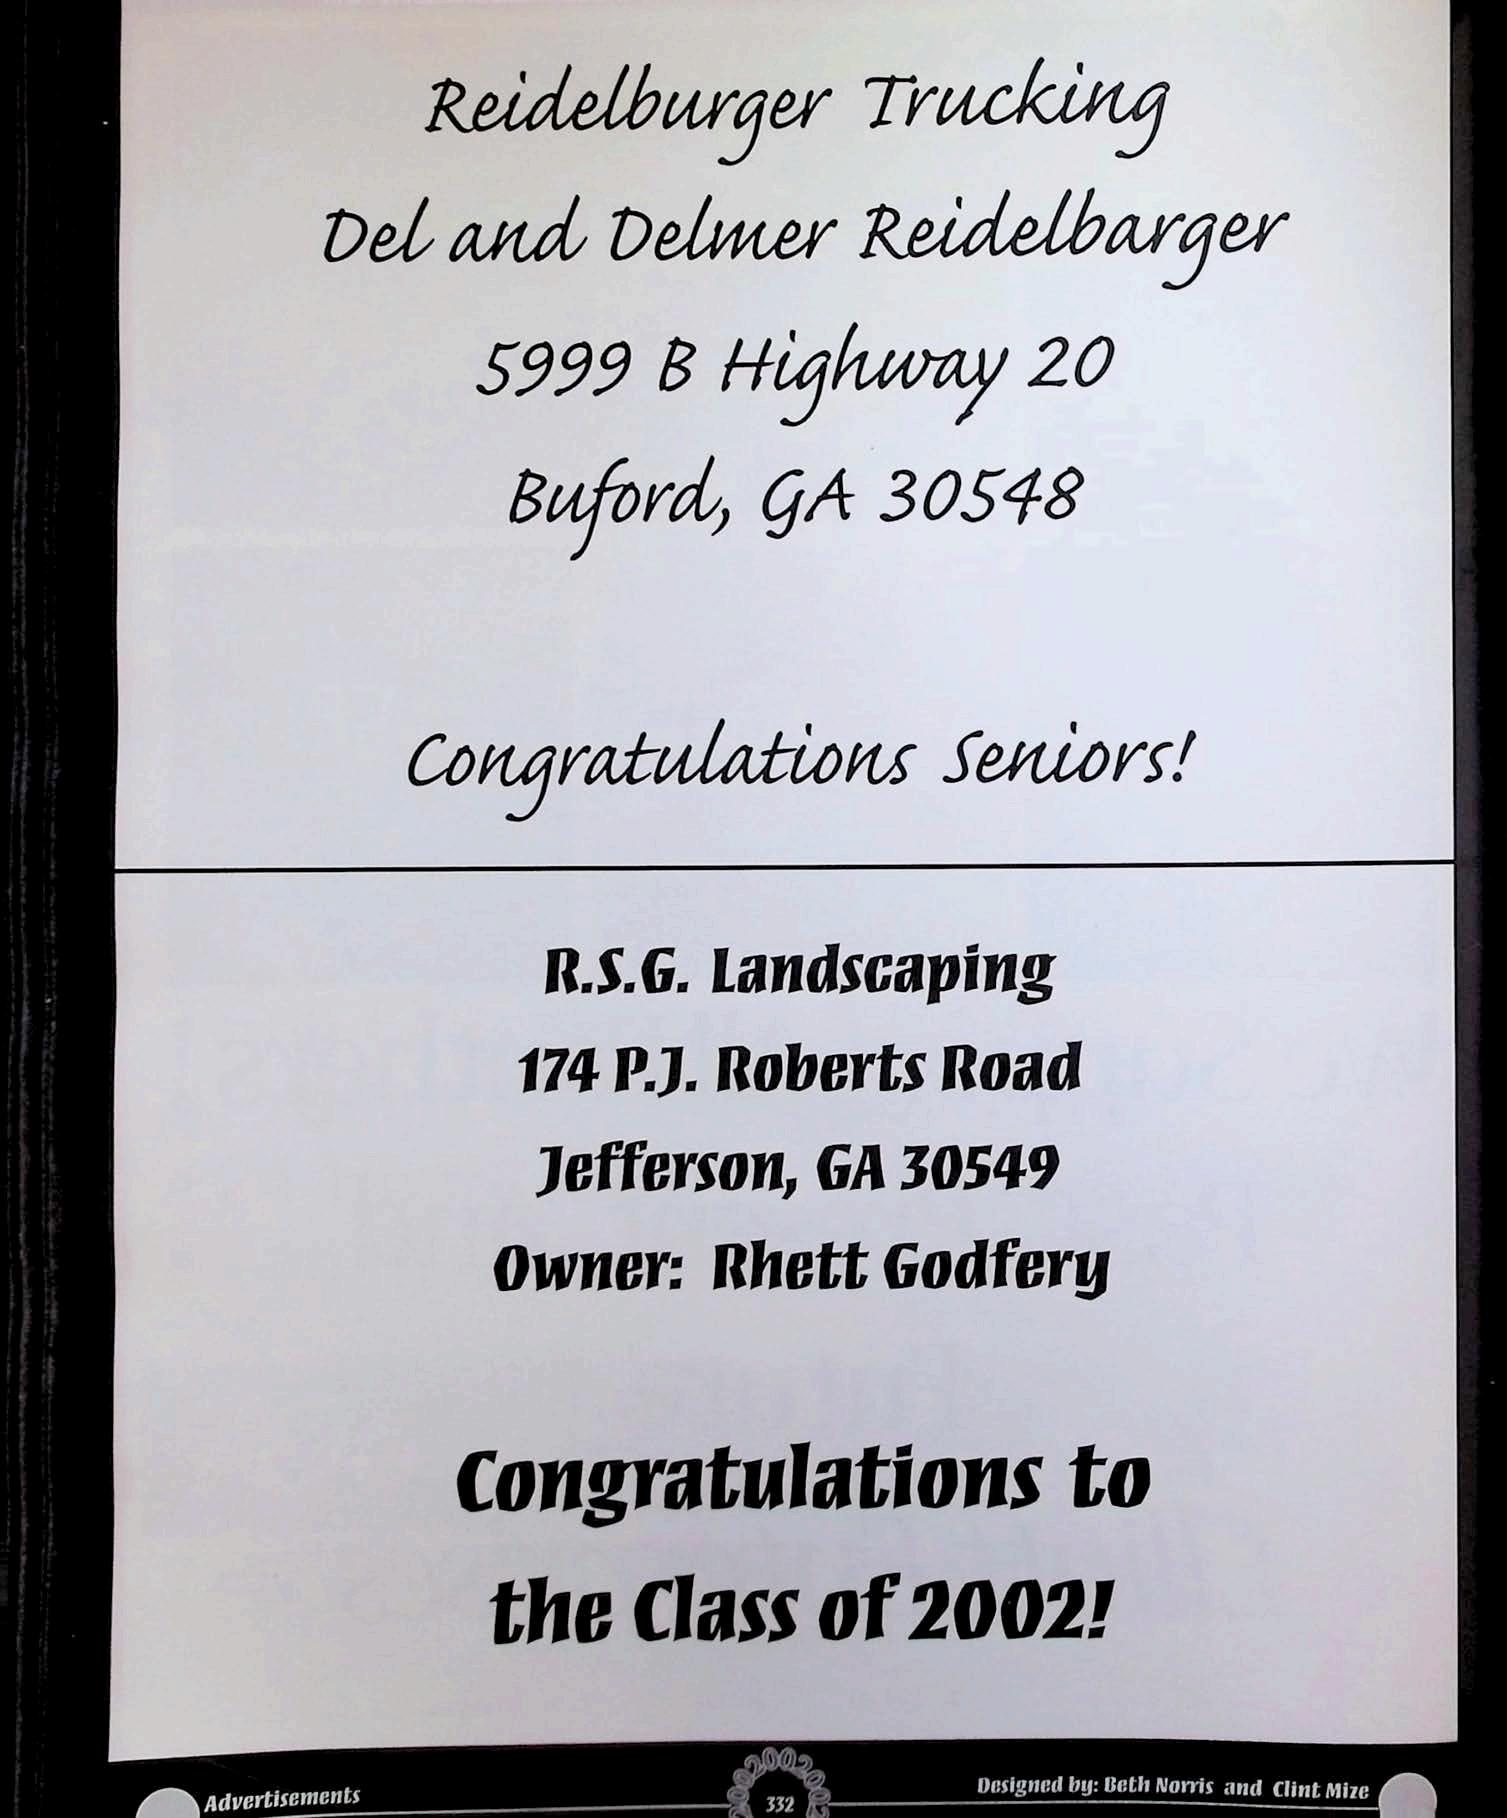 Reidelburger Trucking
Del and Delmer Reidelbarger
5999 B Highway 20
Buford, GA 30548
Congratulations Seniors!
R.S.G. Landscaping
174 P.J. Roberts Road
Jefferson, GA 30549
Owner: Rhett Godfery
Congratulations to
the Class of 2002!
Advertisements
332
Designed by: Beth Norris and Clint Mize